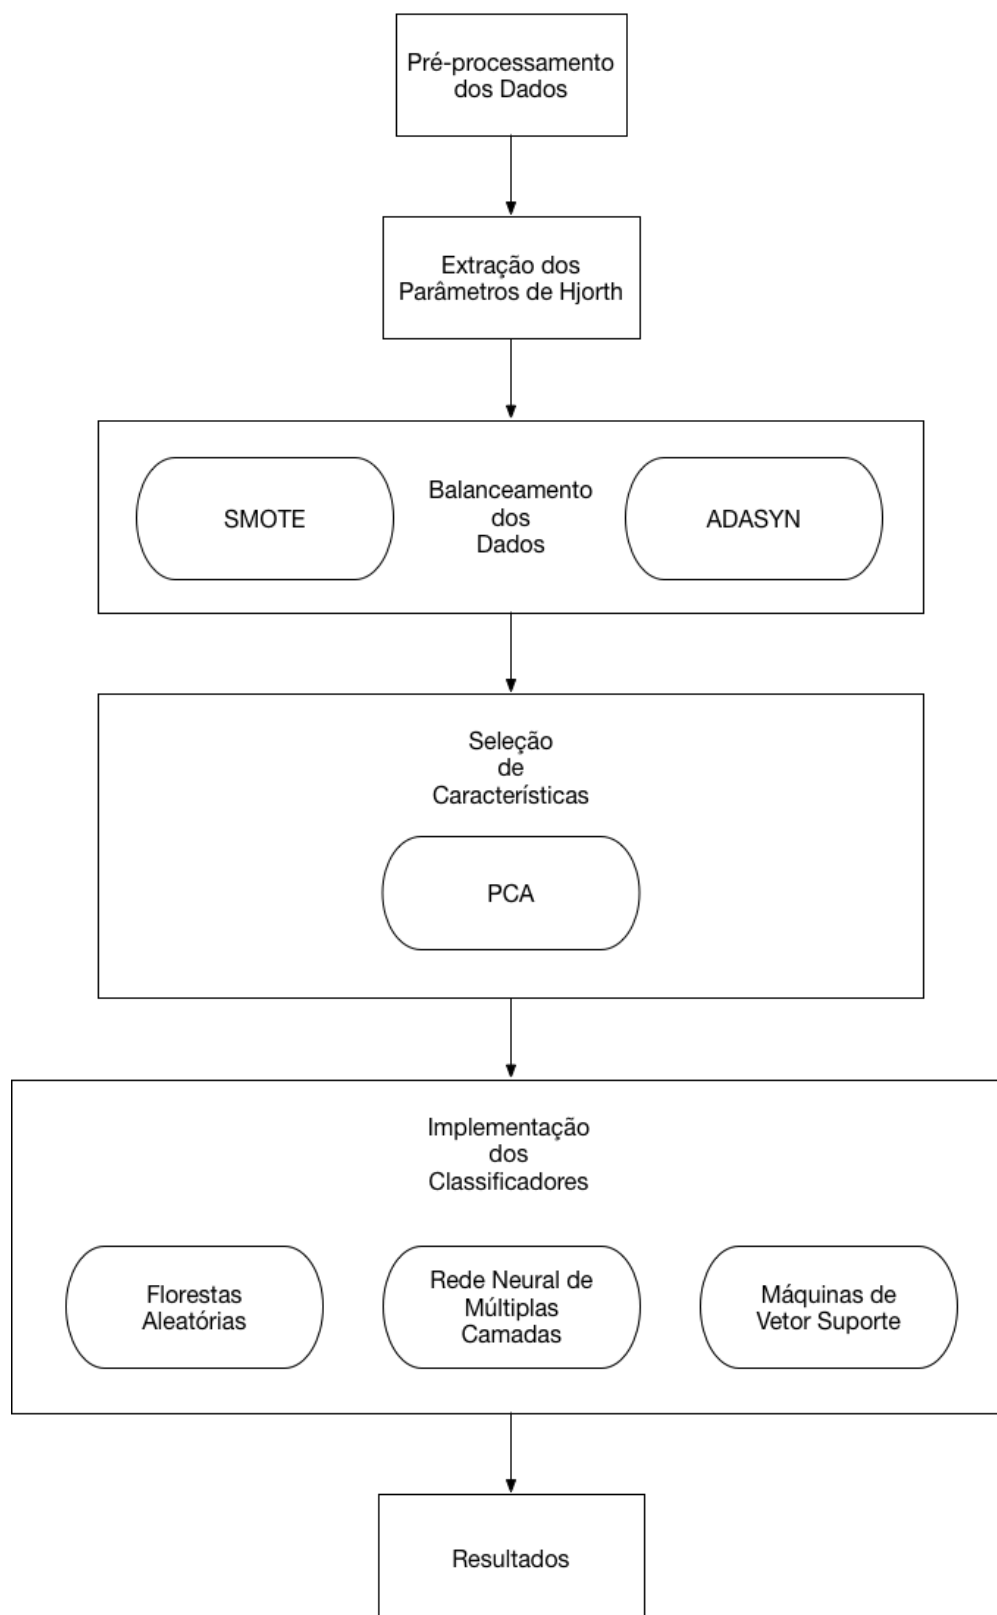 Pré-processamento
dos Dados
Extração dos
Parâmetros de Hjorth
SMOTE
Balanceamento
dos
Dados
ADASYN
Seleção
de
Características
PCA
Implementação
dos
Classificadores
Florestas
Aleatórias
Rede Neural de
Múltiplas
Camadas
Máquinas de
Vetor Suporte
Resultados